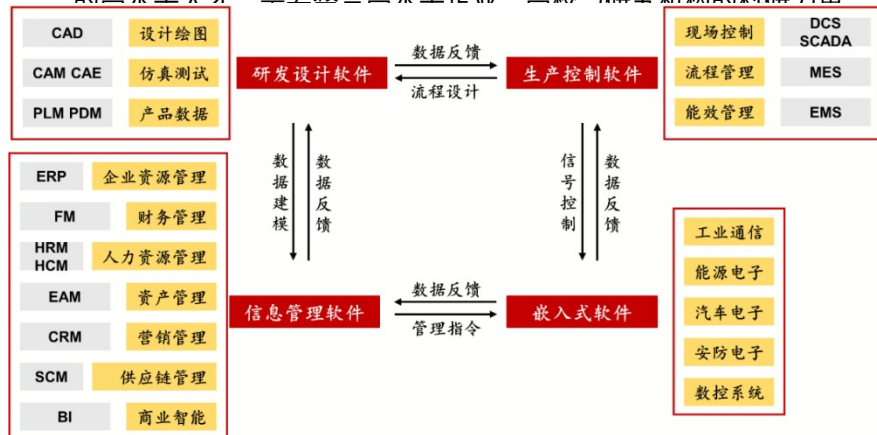 CAD 设计绘图
CAM CAE 仿真测试
PLM PDM 产品数据
研发设计软件
数据反馈
流程设计
生产控制软件
现场控制 DCS SCADA
流程管理 MES
能效管理 EMS
数据建模
数据反馈
信号控制
数据反馈
ERP 企业资源管理
FM 财务管理
HRM HCM 人力资源管理
EAM 资产管理
CRM 营销管理
SCM 供应链管理
BI 商业智能
信息管理软件
数据反馈
管理指令
嵌入式软件
工业通信
能源电子
汽车电子
安防电子
数控系统